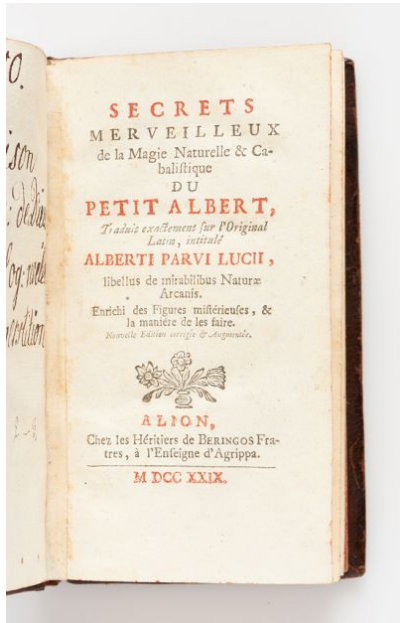 SECRETS
MERVEILLEUX
de la Magie Naturelle & Ca-
baliſtique
DU
PETIT ALBERT,
Traduit exactement ſur l'Original
Latin, intitulé
ALBERTI PARVI LUCII,
libellus de mirabilibus Naturæ
Arcanis.
Enrichi des Figures miſtérieuſes, &
la maniére de les faire.
Nouvelle Edition corrigée & Augmentée.
A LION,
Chez les Héritiers de BERINGOS Fra-
tres, à l'Enſeigne d'Agrippa.
M DCC XXIX.